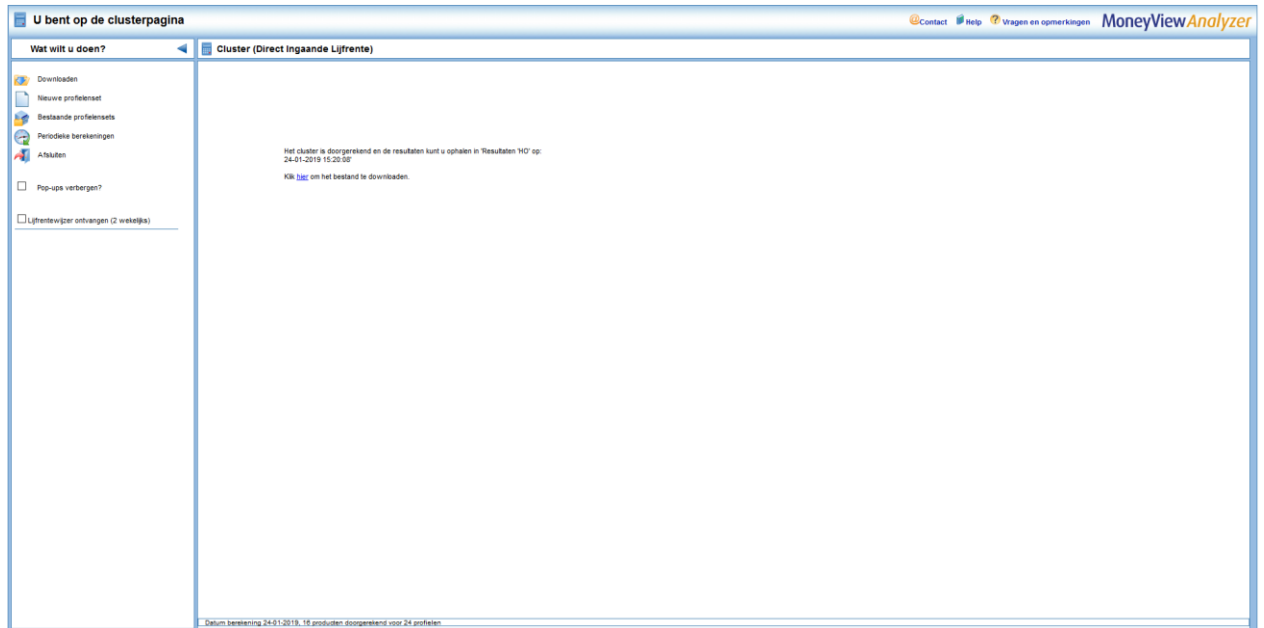 U bent op de clusterpagina
Contact Help Vragen en opmerkingen MoneyViewAnalyzer
Wat wilt u doen?
Cluster (Direct Ingaande Lijfrente)
Downloaden
Nieuwe profielenset
Bestaande profielensets
Periodieke berekeningen
Afsluiten
Pop-ups verbergen?
Lijfrentewijzer ontvangen (2 wekelijks)
Het cluster is doorgerekend en de resultaten kunt u ophalen in 'Resultaten 'HO' op:
24-01-2019 15:20:08'
Klik hier om het bestand te downloaden.
Datum berekening 24-01-2019, 16 producten doorgerekend voor 24 profielen